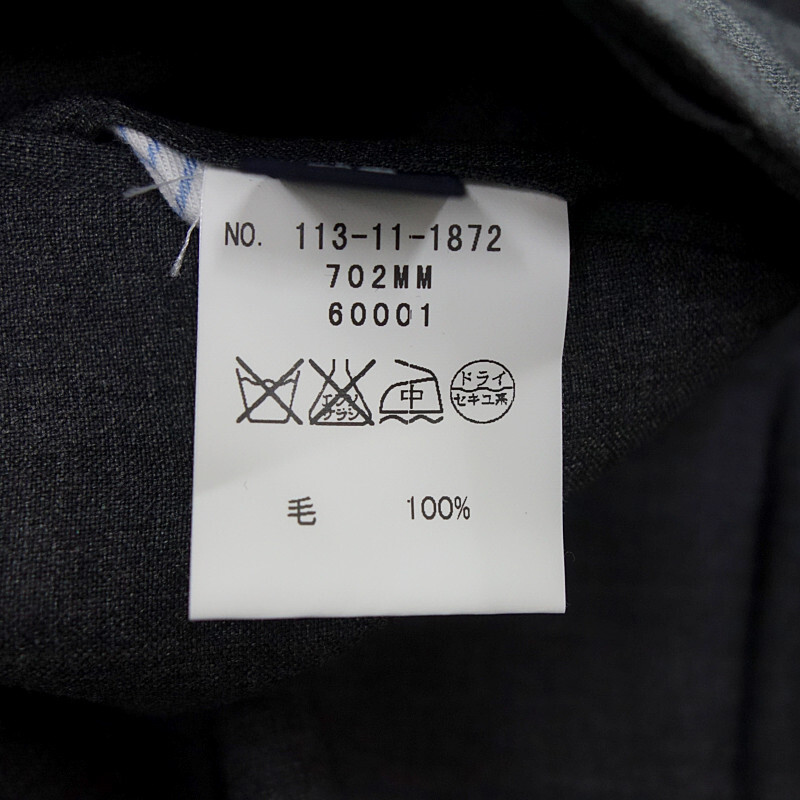 NO. 113-11-1872
702MM
60001
エンソ サラシ 中 ドライ セキユ系
毛 100%